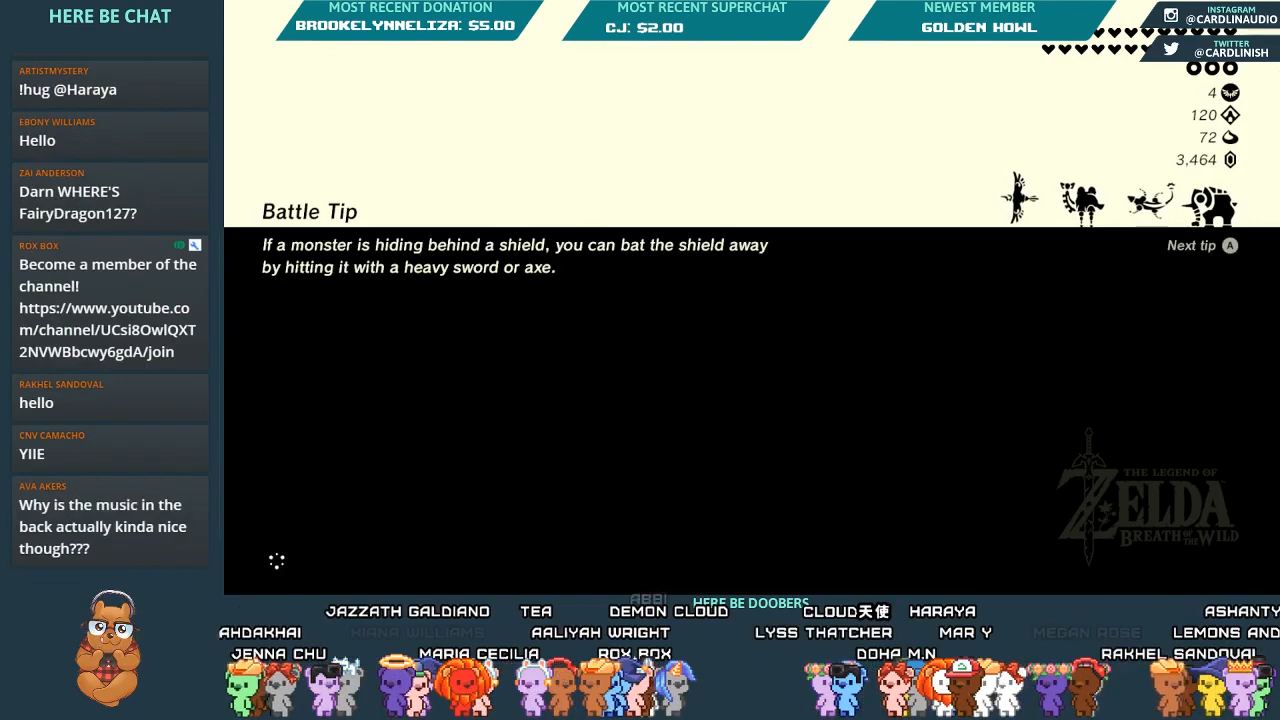 HERE BE CHAT
ARTISTMYSTERY
!hug @Haraya
EBONY WILLIAMS
Hello
ZAI ANDERSON
Darn WHERE'S
FairyDragon127?
ROX BOX
Become a member of the
channel!
https://www.youtube.co
m/channel/UCsi8OwlQXT
2NVWBbcwy6gdA/join
RAKHEL SANDOVAL
hello
CNV CAMACHO
YIIE
AVA AKERS
Why is the music in the
back actually kinda nice
though???
MOST RECENT DONATION
BROOKELYNNELIZA: $5.00
MOST RECENT SUPERCHAT
CJ: $2.00
NEWEST MEMBER
GOLDEN HOWL
INSTAGRAM
@CARDLINAUDIO
TWITTER
@CARDLINISH
4
120
72
3,464
Battle Tip
If a monster is hiding behind a shield, you can bat the shield away
by hitting it with a heavy sword or axe.
Next tip A
THE LEGEND OF
ZELDA
BREATH OF THE WILD
ABBI
HERE BE DOOBERS
JAZZATH GALDIANO TEA DEMON CLOUD CLOUD天使 HARAYA ASHANTY
AHDAKHAI KIANA WILLIAMS AALIYAH WRIGHT LYSS THATCHER MAR Y MEGAN ROSE LEMONS AND
JENNA CHU MARIA CECILIA ROX BOX DOHA M.N RAKHEL SANDOVAL